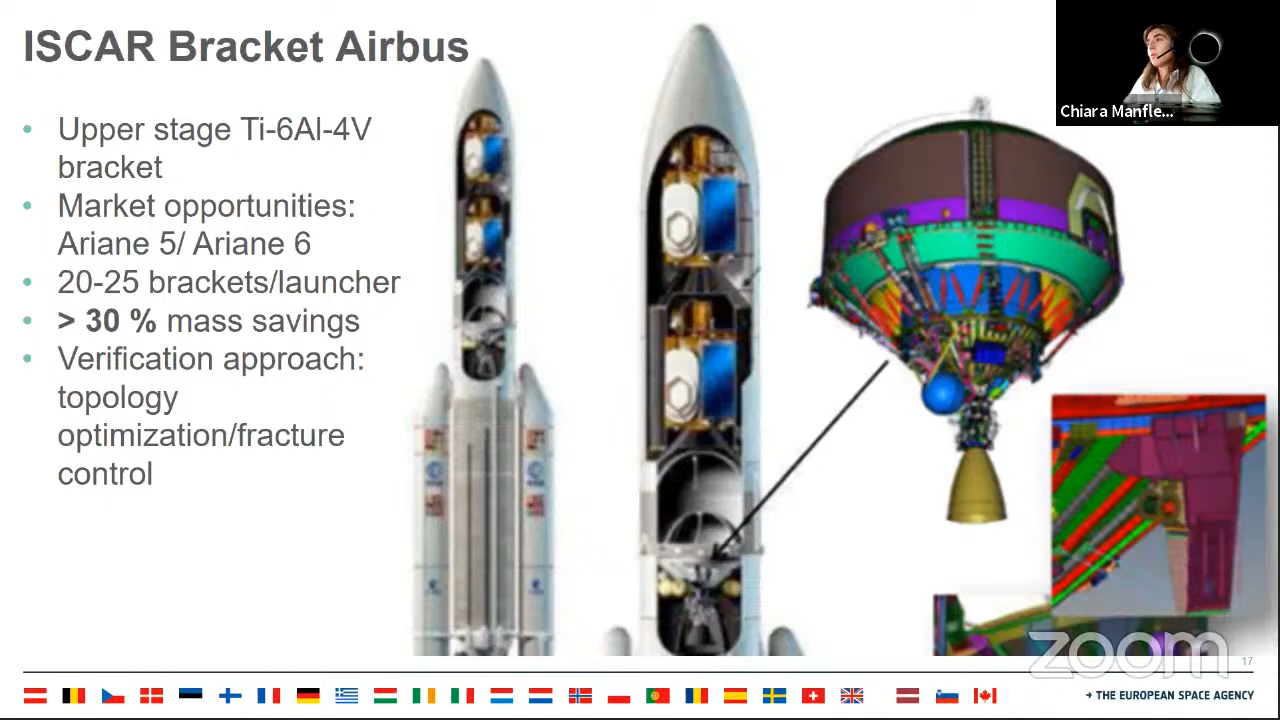 ISCAR Bracket Airbus
Chiara Manfle...
• Upper stage Ti-6Al-4V
bracket
• Market opportunities:
Ariane 5/ Ariane 6
• 20-25 brackets/launcher
• > 30 % mass savings
• Verification approach:
topology
optimization/fracture
control
zoom
17
→ THE EUROPEAN SPACE AGENCY